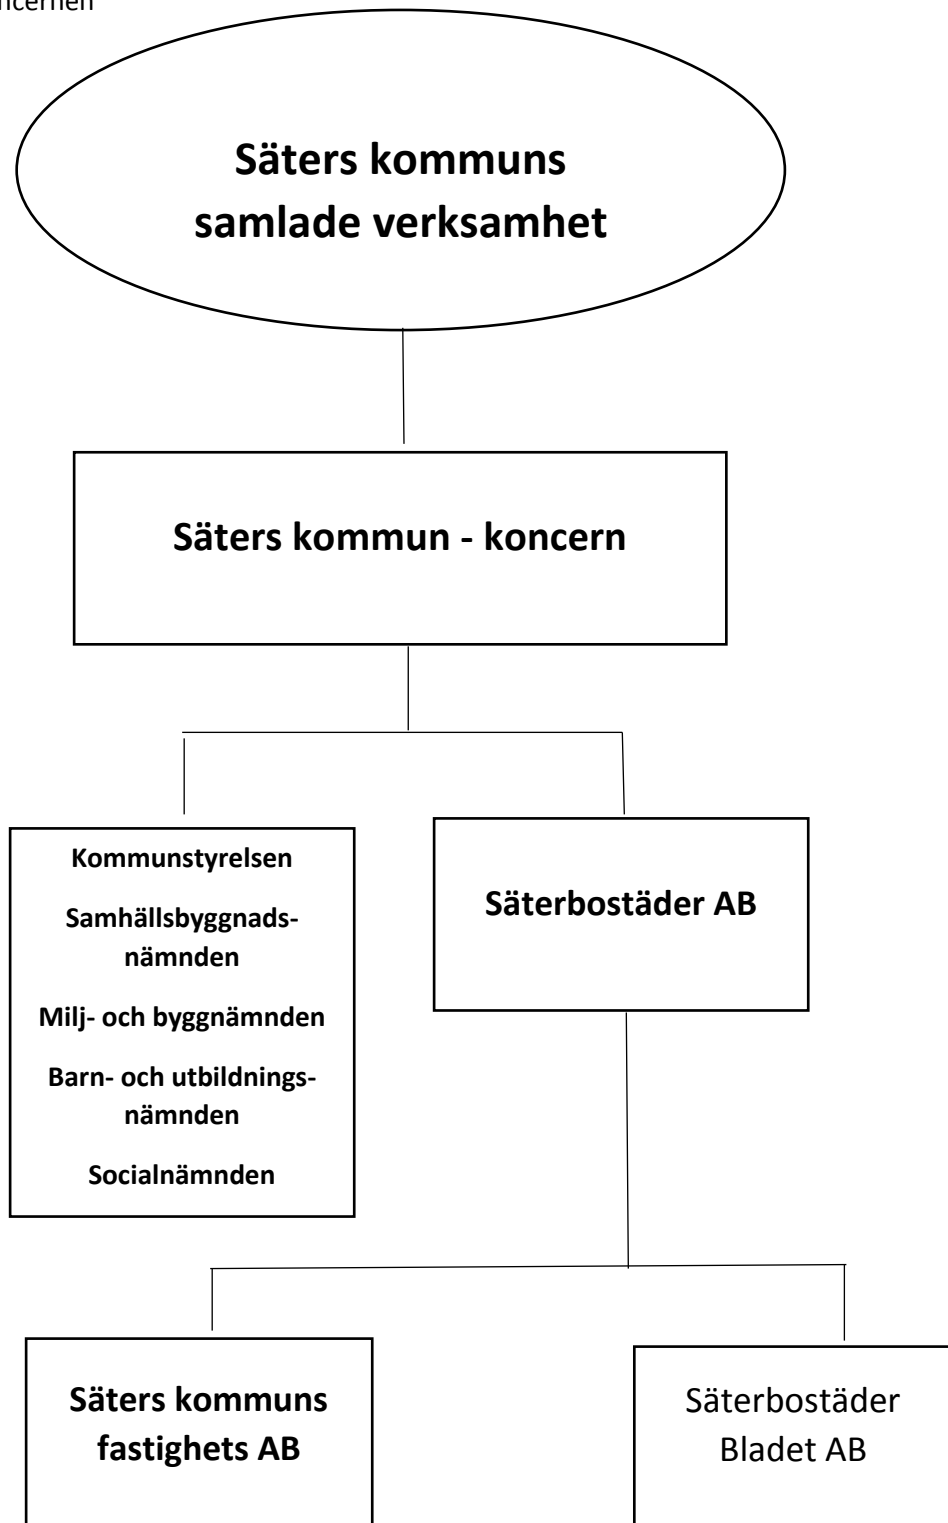 Säters kommuns
samlade verksamhet
Säters kommun - koncern
Kommunstyrelsen
Samhällsbyggnads-
nämnden
Milj- och byggnämnden
Barn- och utbildnings-
nämnden
Socialnämnden
Säterbostäder AB
Säters kommuns
fastighets AB
Säterbostäder
Bladet AB